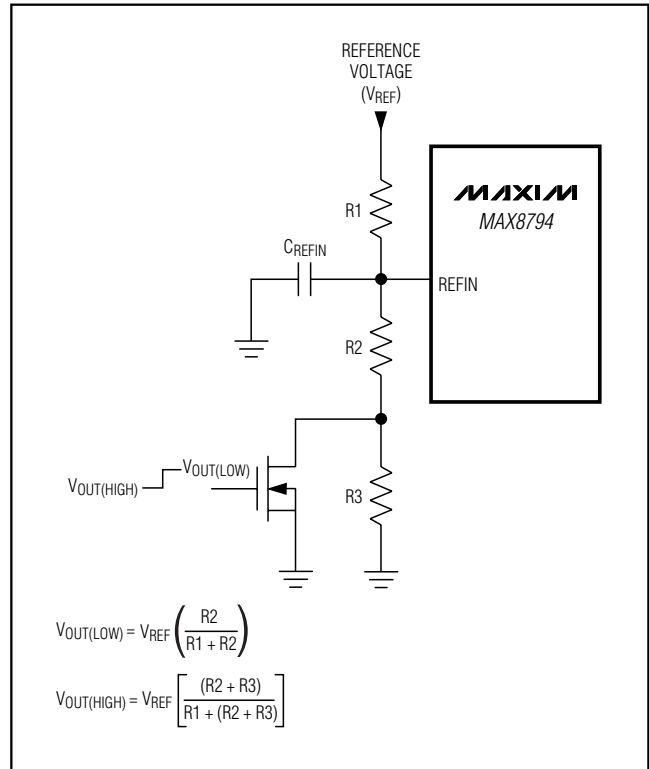 REFERENCE
VOLTAGE
(VREF)
MAXIM
MAX8794
R1
CREFIN
REFIN
R2
VOUT(LOW)
VOUT(HIGH)
R3
VOUT(LOW) = VREF ( R2 / R1 + R2 )
VOUT(HIGH) = VREF [ (R2 + R3) / R1 + (R2 + R3) ]